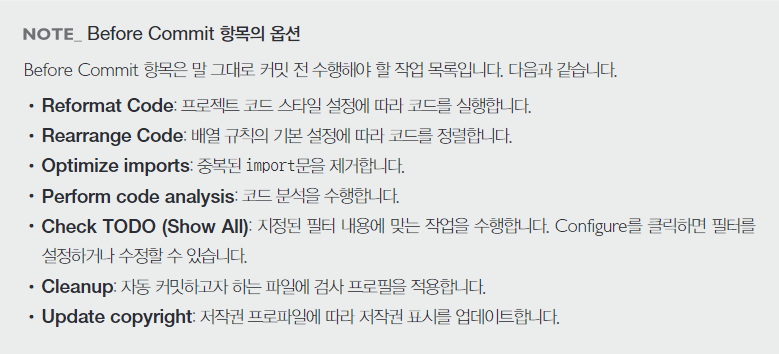 NOTE_ Before Commit 항목의 옵션
Before Commit 항목은 말 그대로 커밋 전 수행해야 할 작업 목록입니다. 다음과 같습니다.
• Reformat Code: 프로젝트 코드 스타일 설정에 따라 코드를 실행합니다.
• Rearrange Code: 배열 규칙의 기본 설정에 따라 코드를 정렬합니다.
• Optimize imports: 중복된 import문을 제거합니다.
• Perform code analysis: 코드 분석을 수행합니다.
• Check TODO (Show All): 지정된 필터 내용에 맞는 작업을 수행합니다. Configure를 클릭하면 필터를
설정하거나 수정할 수 있습니다.
• Cleanup: 자동 커밋하고자 하는 파일에 검사 프로필을 적용합니다.
• Update copyright: 저작권 프로파일에 따라 저작권 표시를 업데이트합니다.